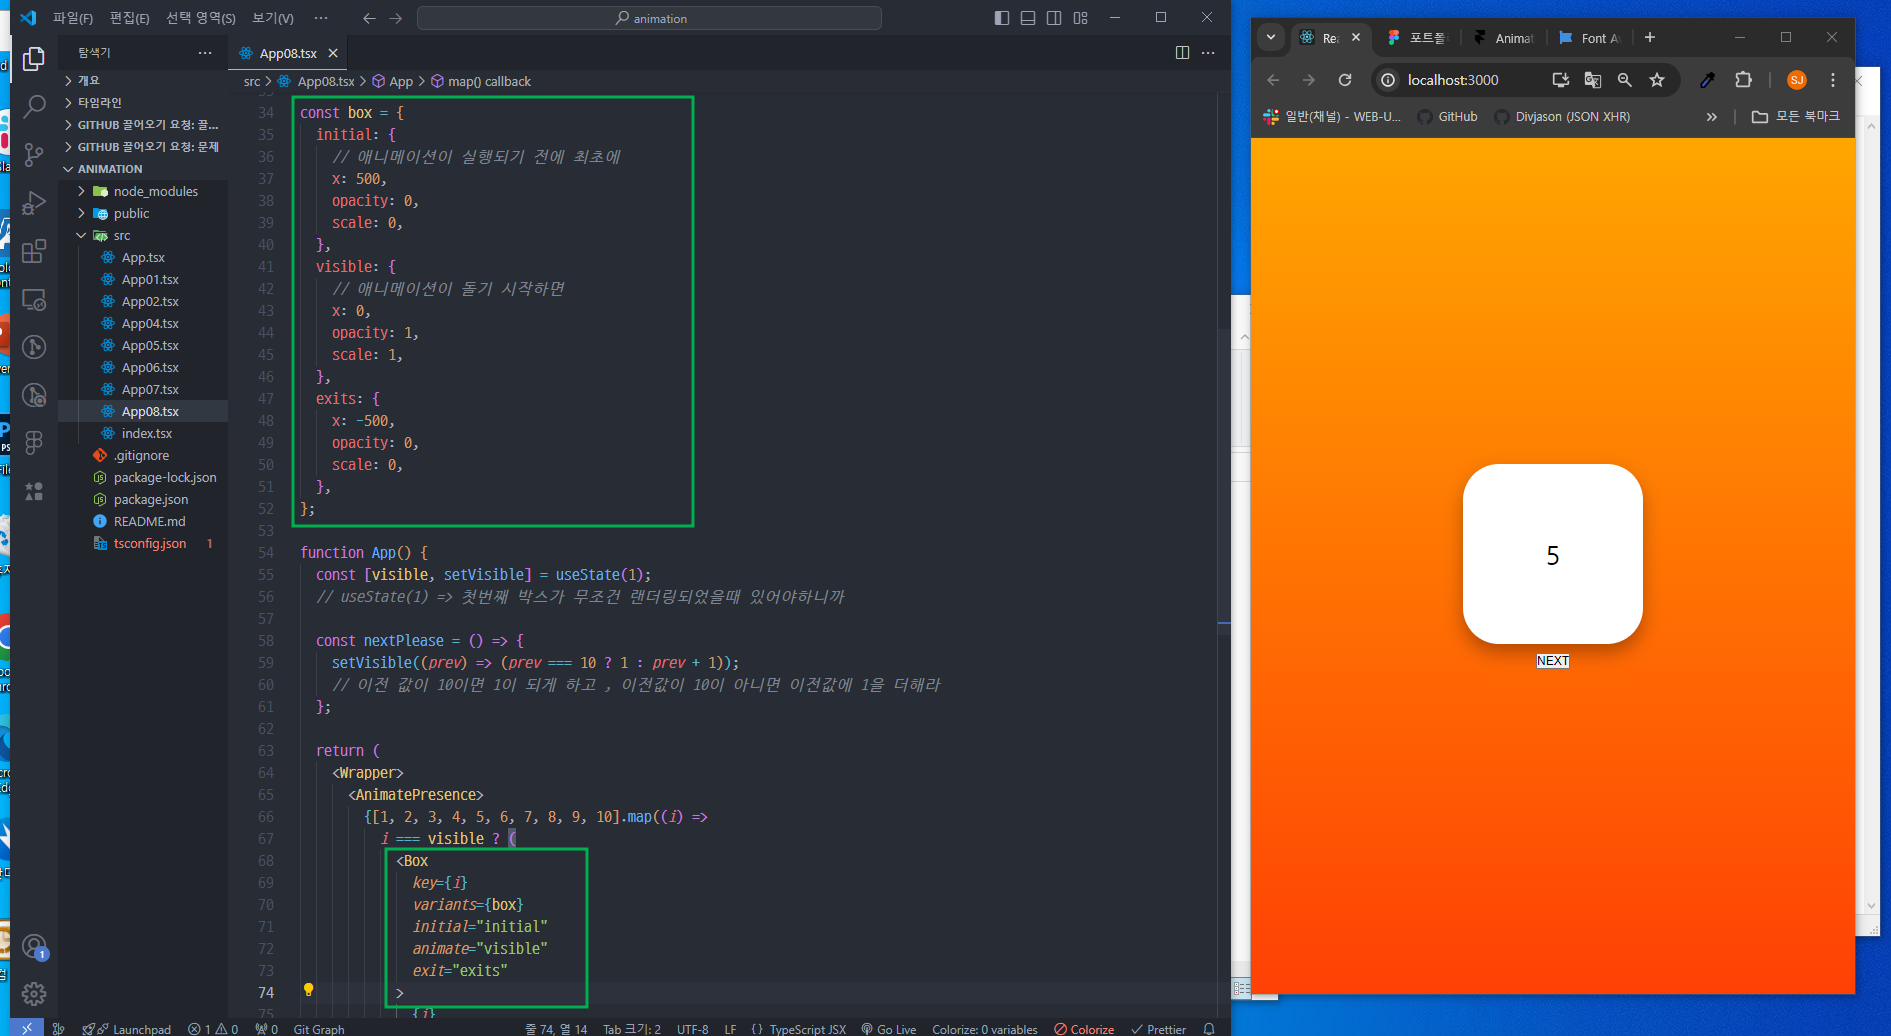 파일(F) 편집(E) 선택 영역(S) 보기(V) ··· animation
탐색기 ···
개요
타임라인
GITHUB 끌어오기 요청: 끌...
GITHUB 끌어오기 요청: 문제
ANIMATION
node_modules
public
src
App.tsx
App01.tsx
App02.tsx
App04.tsx
App05.tsx
App06.tsx
App07.tsx
App08.tsx
index.tsx
.gitignore
package-lock.json
package.json
README.md
tsconfig.json 1
1
App08.tsx
src > App08.tsx > App > map() callback
34 const box = {
35 initial: {
36 // 애니메이션이 실행되기 전에 최초에
37 x: 500,
38 opacity: 0,
39 scale: 0,
40 },
41 visible: {
42 // 애니메이션이 돌기 시작하면
43 x: 0,
44 opacity: 1,
45 scale: 1,
46 },
47 exits: {
48 x: -500,
49 opacity: 0,
50 scale: 0,
51 },
52 };
53
54 function App() {
55 const [visible, setVisible] = useState(1);
56 // useState(1) => 첫번째 박스가 무조건 랜더링되었을때 있어야하니까
57
58 const nextPlease = () => {
59 setVisible((prev) => (prev === 10 ? 1 : prev + 1));
60 // 이전 값이 10이면 1이 되게 하고 , 이전값이 10이 아니면 이전값에 1을 더해라
61 };
62
63 return (
64 <Wrapper>
65 <AnimatePresence>
66 {[1, 2, 3, 4, 5, 6, 7, 8, 9, 10].map((i) =>
67 i === visible ? (
68 <Box
69 key={i}
70 variants={box}
71 initial="initial"
72 animate="visible"
73 exit="exits"
74 >
75 {i}
Launchpad 1 0 0 Git Graph 줄 74, 열 14 Tab 크기: 2 UTF-8 LF {} TypeScript JSX Go Live Colorize: 0 variables Colorize Prettier
Rea 포트폴 Animat Font A
localhost:3000 SJ
일반(채널) - WEB-U... GitHub Divjason (JSON XHR) » 모든 북마크
5
NEXT